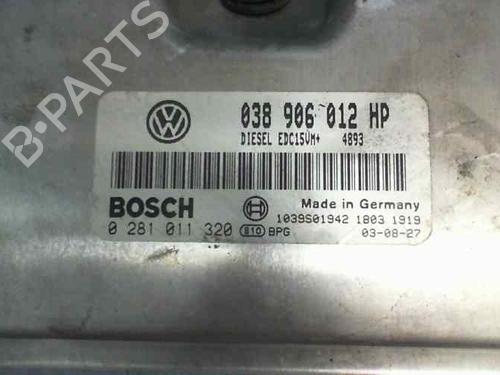 038 906 012 HP
DIESEL EDC15VM+ 4893
BOSCH
Made in Germany
0 281 011 320 E10 BPG
1039S01942 1803 1919
03-08-27
B-PARTS